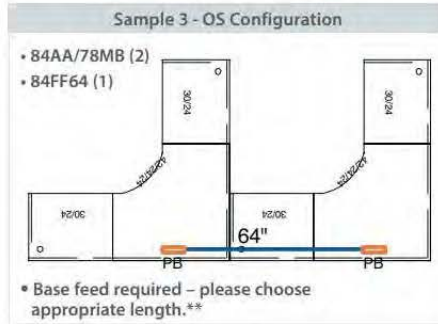 Sample 3 - OS Configuration
• 84AA/78MB (2)
• 84FF64 (1)
30/24
30/24
42/24/24
42/24/24
30/24
30/24
64"
PB
PB
• Base feed required – please choose
appropriate length.**